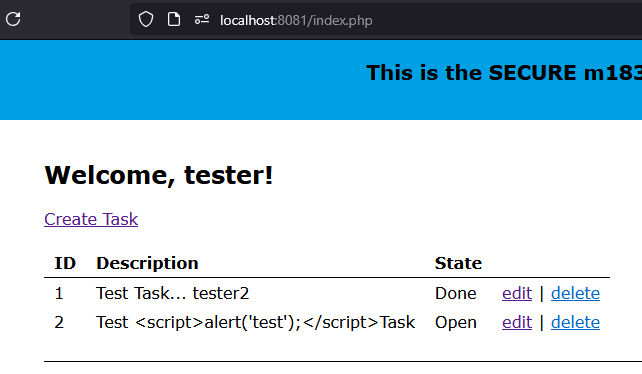 localhost:8081/index.php
This is the SECURE m183
Welcome, tester!
Create Task
ID Description State
1 Test Task... tester2 Done edit | delete
2 Test <script>alert('test');</script>Task Open edit | delete